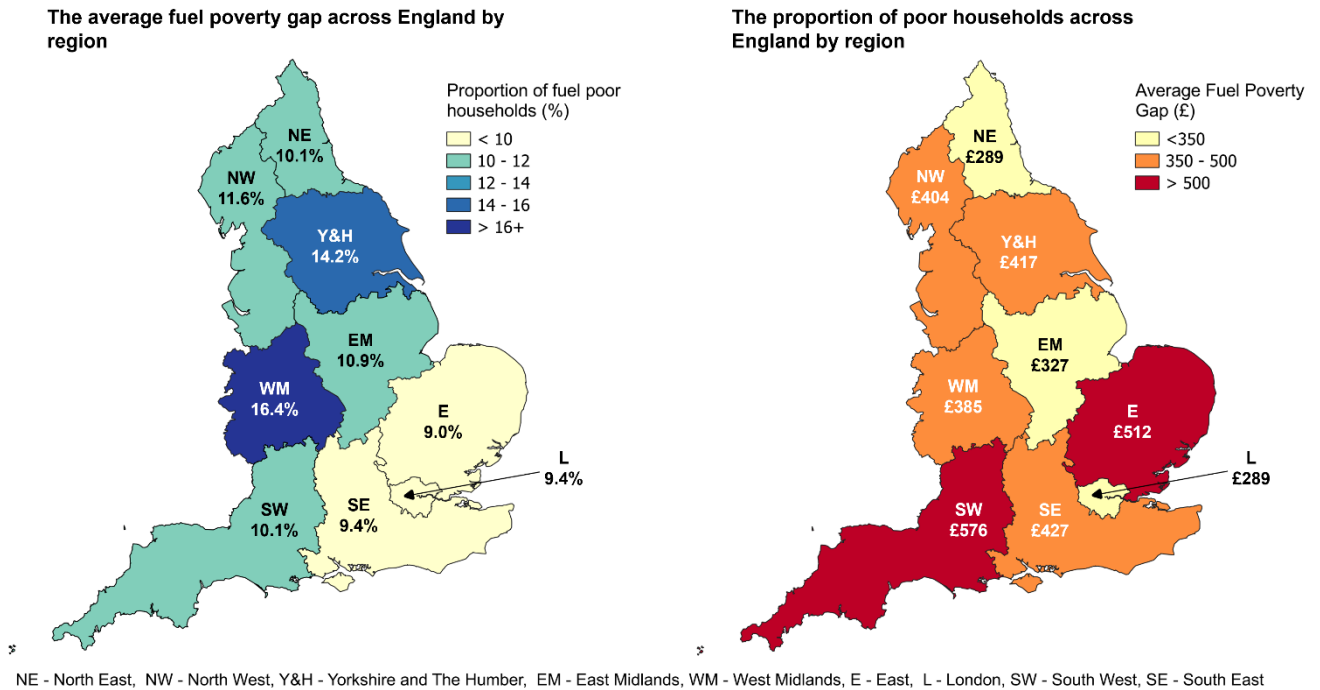 The average fuel poverty gap across England by
region
Proportion of fuel poor
households (%)
< 10
10 - 12
12 - 14
14 - 16
> 16+
NE
10.1%
NW
11.6%
Y&H
14.2%
EM
10.9%
WM
16.4%
E
9.0%
L
9.4%
SW
10.1%
SE
9.4%
The proportion of poor households across
England by region
Average Fuel Poverty
Gap (£)
<350
350 - 500
> 500
NE
£289
NW
£404
Y&H
£417
EM
£327
WM
£385
E
£512
L
£289
SW
£576
SE
£427
NE - North East, NW - North West, Y&H - Yorkshire and The Humber, EM - East Midlands, WM - West Midlands, E - East, L - London, SW - South West, SE - South East